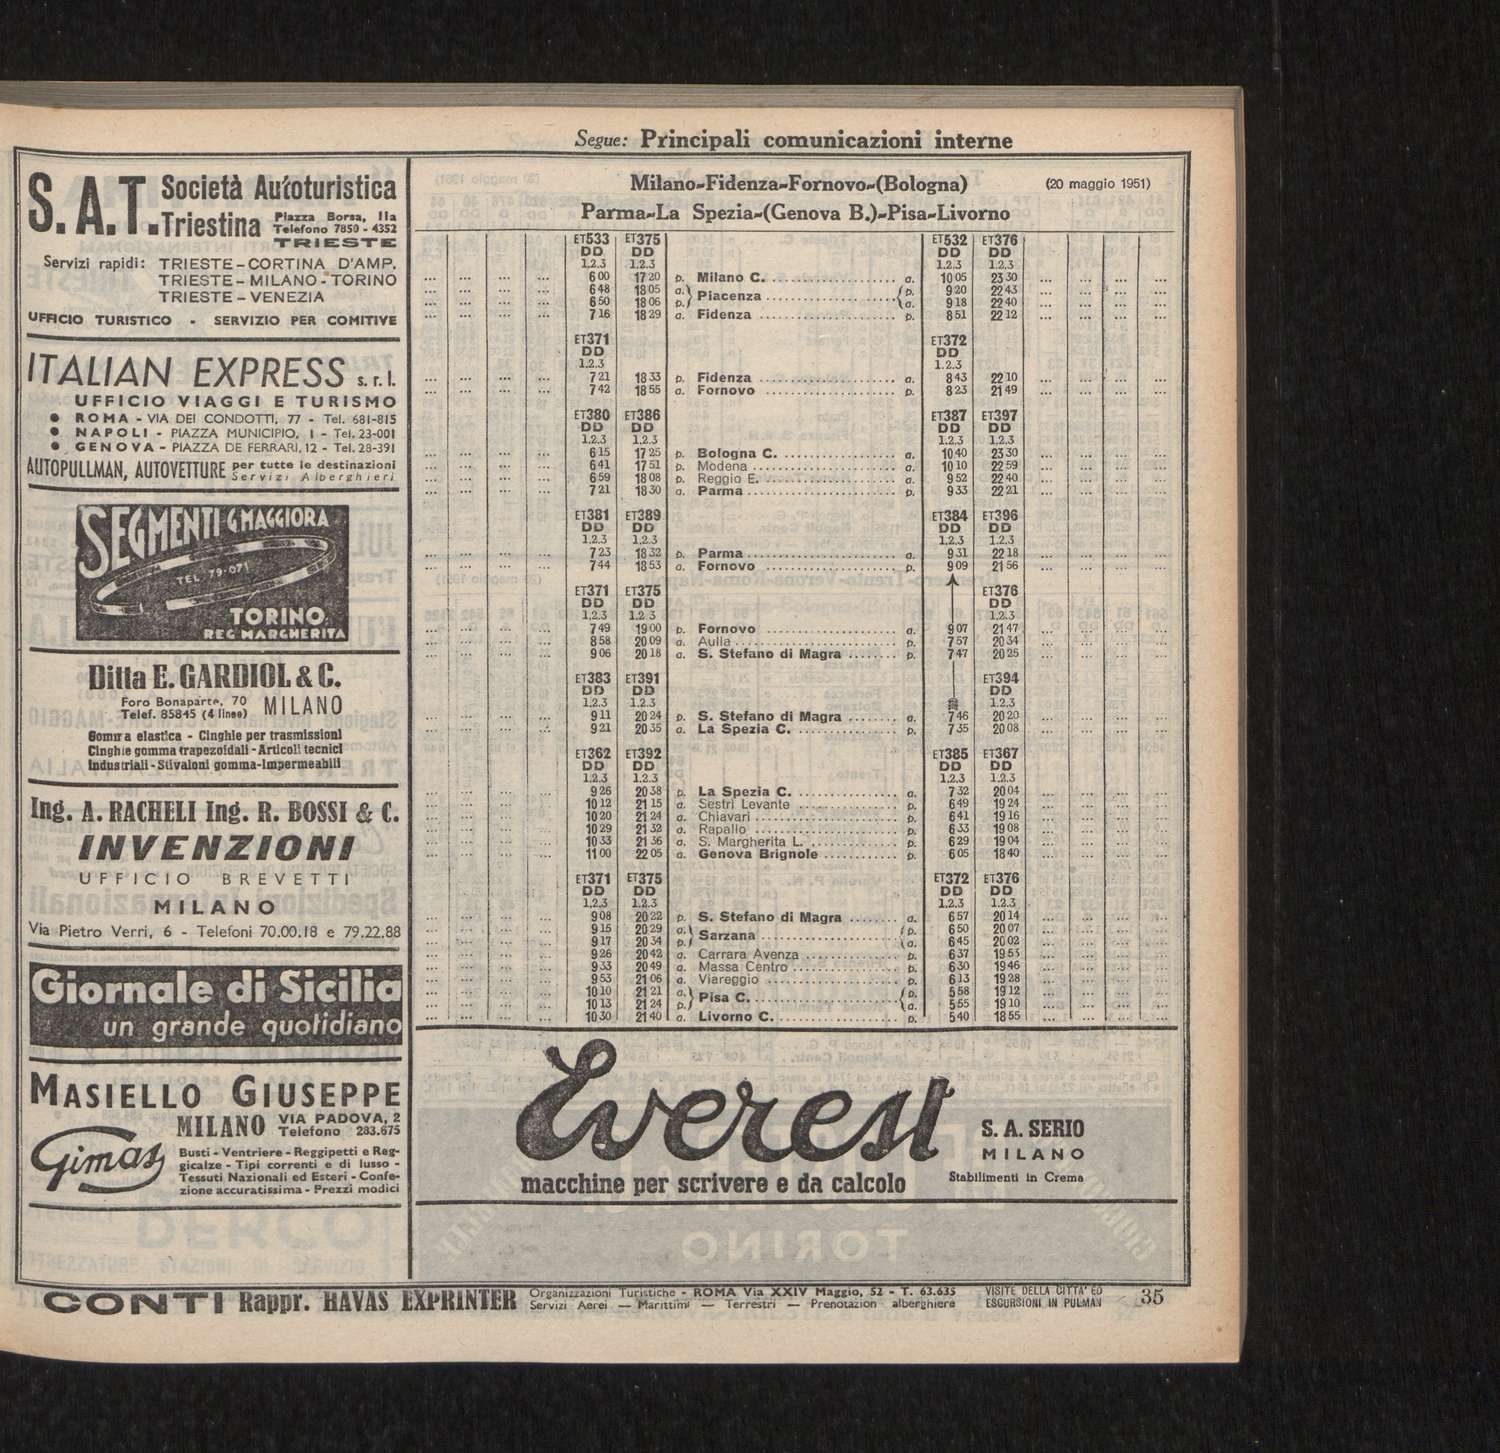 Segue: Principali comunicazioni interne
S.A.T. Società Autoturistica
Triestina Piazza Borsa, 11a
Telefono 7859 - 4352
TRIESTE
Servizi rapidi: TRIESTE - CORTINA D'AMP.
TRIESTE - MILANO - TORINO
TRIESTE - VENEZIA
UFFICIO TURISTICO - SERVIZIO PER COMITIVE
ITALIAN EXPRESS s. r. l.
UFFICIO VIAGGI E TURISMO
● ROMA - VIA DEI CONDOTTI, 77 - Tel. 681-815
● NAPOLI - PIAZZA MUNICIPIO, 1 - Tel. 23-001
● GENOVA - PIAZZA DE FERRARI, 12 - Tel. 28-391
AUTOPULLMAN, AUTOVETTURE per tutte le destinazioni
Servizi Alberghieri
SEGMENTI G. MAGGIORA
TEL 79-071
TORINO
REG MARGHERITA
Ditta E. GARDIOL & C.
Foro Bonaparte, 70
Telef. 85845 (4 linee) MILANO
Gomma elastica - Cinghie per trasmissioni
Cinghie gomma trapezoidali - Articoli tecnici
Industriali - Stivaloni gomma - Impermeabili
Ing. A. RACHELI Ing. R. BOSSI & C.
INVENZIONI
UFFICIO BREVETTI
MILANO
Via Pietro Verri, 6 - Telefoni 70.00.18 e 79.22.88
Giornale di Sicilia
un grande quotidiano
MASIELLO GIUSEPPE
MILANO VIA PADOVA, 2
Telefono 283.675
Gimas
Busti - Ventriere - Reggipetti e Reg-
gicalze - Tipi correnti e di lusso -
Tessuti Nazionali ed Esteri - Confe-
zione accuratissima - Prezzi modici
Milano-Fidenza-Fornovo-(Bologna) (20 maggio 1951)
Parma-La Spezia-(Genova B.)-Pisa-Livorno
ET533 ET375 ET532 ET376
DD DD DD DD
1.2.3 1.2.3 1.2.3 1.2.3
6 00 17 20 p. Milano C. a. 10 05 23 30
6 48 18 05 a. Piacenza p. 9 20 22 43
6 50 18 06 p. a. 9 18 22 40
7 16 18 29 a. Fidenza p. 8 51 22 12
ET371 ET372
DD DD
1.2.3 1.2.3
7 21 18 33 p. Fidenza a. 8 43 22 10
7 42 18 55 a. Fornovo p. 8 23 21 49
ET380 ET386 ET387 ET397
DD DD DD DD
1.2.3 1.2.3 1.2.3 1.2.3
6 15 17 25 p. Bologna C. a. 10 40 23 30
6 41 17 51 p. Modena a. 10 10 22 59
6 59 18 08 p. Reggio E. a. 9 52 22 40
7 21 18 30 a. Parma p. 9 33 22 21
ET381 ET389 ET384 ET396
DD DD DD DD
1.2.3 1.2.3 1.2.3 1.2.3
7 23 18 32 p. Parma a. 9 31 22 18
7 44 18 53 a. Fornovo p. 9 09 21 56
ET371 ET375 ET376
DD DD DD
1.2.3 1.2.3 1.2.3
7 49 19 00 p. Fornovo a. 9 07 21 47
8 58 20 09 a. Aulla p. 7 57 20 34
9 06 20 18 a. S. Stefano di Magra p. 7 47 20 25
ET383 ET391 ET394
DD DD DD
1.2.3 1.2.3 1.2.3
9 11 20 24 p. S. Stefano di Magra a. 7 46 20 20
9 21 20 35 a. La Spezia C. p. 7 35 20 08
ET362 ET392 ET385 ET367
DD DD DD DD
1.2.3 1.2.3 1.2.3 1.2.3
9 26 20 38 p. La Spezia C. a. 7 32 20 04
10 12 21 15 a. Sestri Levante p. 6 49 19 24
10 20 21 24 a. Chiavari p. 6 41 19 16
10 29 21 32 a. Rapallo p. 6 33 19 08
10 33 21 36 a. S. Margherita L. p. 6 29 19 04
11 00 22 05 a. Genova Brignole p. 6 05 18 40
ET371 ET375 ET372 ET376
DD DD DD DD
1.2.3 1.2.3 1.2.3 1.2.3
9 08 20 22 p. S. Stefano di Magra a. 6 57 20 14
9 15 20 29 a. Sarzana p. 6 50 20 07
9 17 20 34 p. a. 6 45 20 02
9 26 20 42 a. Carrara Avenza p. 6 37 19 53
9 33 20 49 a. Massa Centro p. 6 30 19 46
9 53 21 06 a. Viareggio p. 6 13 19 28
10 10 21 21 a. Pisa C. p. 5 58 19 12
10 13 21 24 p. a. 5 55 19 10
10 30 21 40 a. Livorno C. p. 5 40 18 55
Everest
S. A. SERIO
MILANO
macchine per scrivere e da calcolo Stabilimenti in Crema
CONTI Rappr. HAVAS EXPRINTER Organizzazioni Turistiche - ROMA Via XXIV Maggio, 52 - T. 63.635 VISITE DELLA CITTA' ED
Servizi Aerei — Marittimi — Terrestri — Prenotazion alberghiere ESCURSIONI IN PULMAN 35